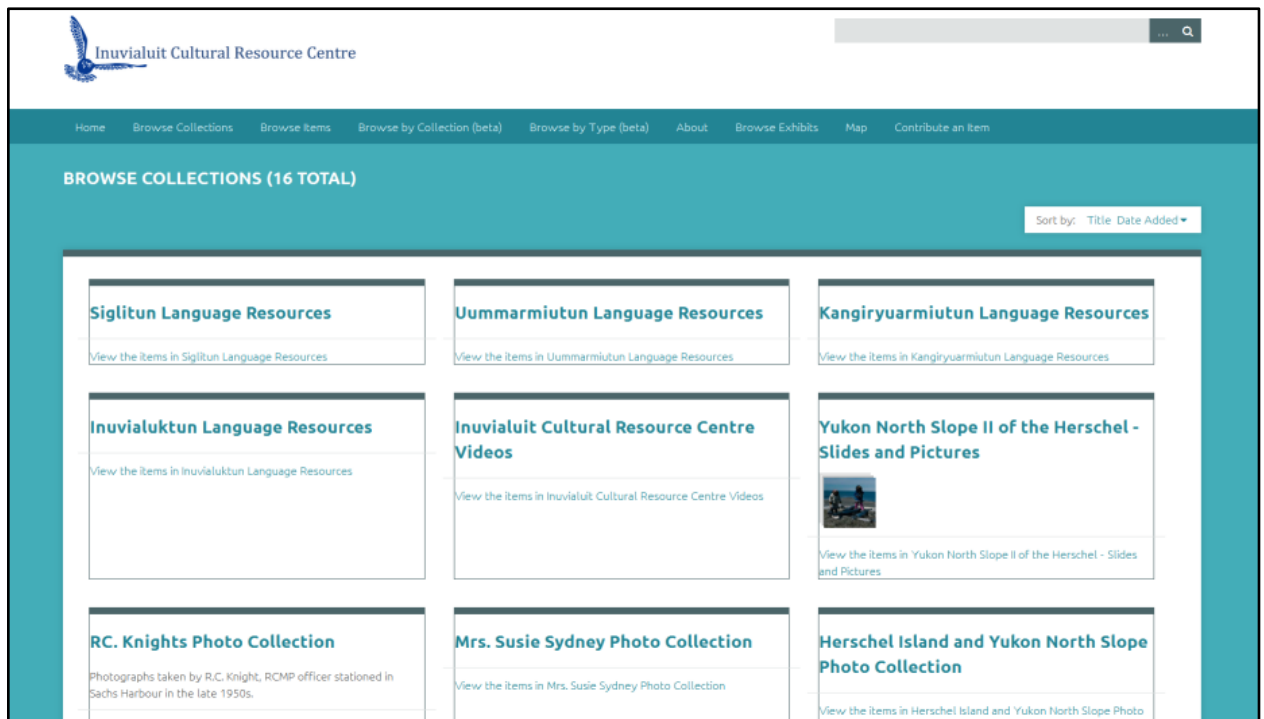 Inuvialuit Cultural Resource Centre
...
Home Browse Collections Browse Items Browse by Collection (beta) Browse by Type (beta) About Browse Exhibits Map Contribute an Item
BROWSE COLLECTIONS (16 TOTAL)
Sort by: Title Date Added
Siglitun Language Resources
View the items in Siglitun Language Resources
Uummarmiutun Language Resources
View the items in Uummarmiutun Language Resources
Kangiryuarmiutun Language Resources
View the items in Kangiryuarmiutun Language Resources
Inuvialuktun Language Resources
View the items in Inuvialuktun Language Resources
Inuvialuit Cultural Resource Centre
Videos
View the items in Inuvialuit Cultural Resource Centre Videos
Yukon North Slope II of the Herschel -
Slides and Pictures
View the items in Yukon North Slope II of the Herschel - Slides
and Pictures
RC. Knights Photo Collection
Photographs taken by R.C. Knight, RCMP officer stationed in
Sachs Harbour in the late 1950s.
Mrs. Susie Sydney Photo Collection
View the items in Mrs. Susie Sydney Photo Collection
Herschel Island and Yukon North Slope
Photo Collection
View the items in Herschel Island and Yukon North Slope Photo